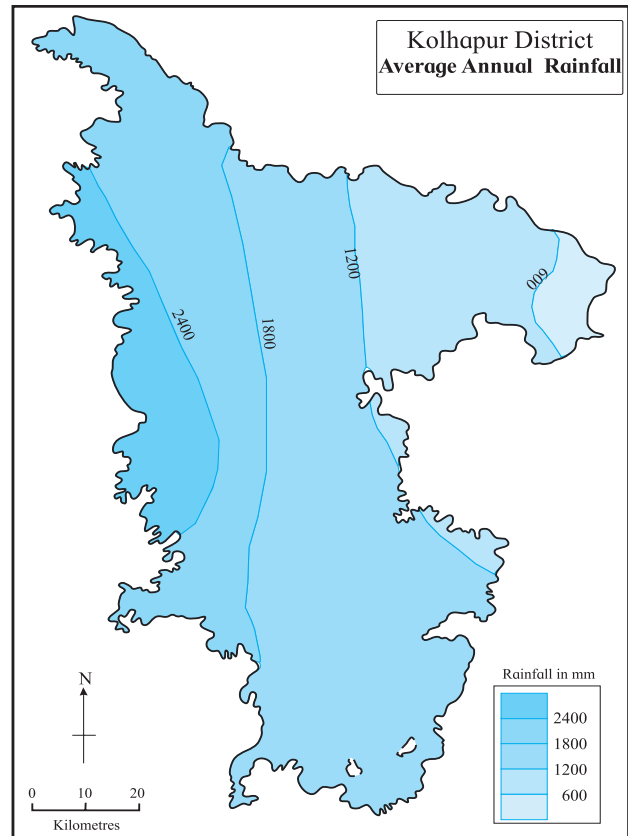 Kolhapur District
Average Annual Rainfall
1200
600
2400
1800
N
Rainfall in mm
2400
1800
1200
600
0 10 20
Kilometres